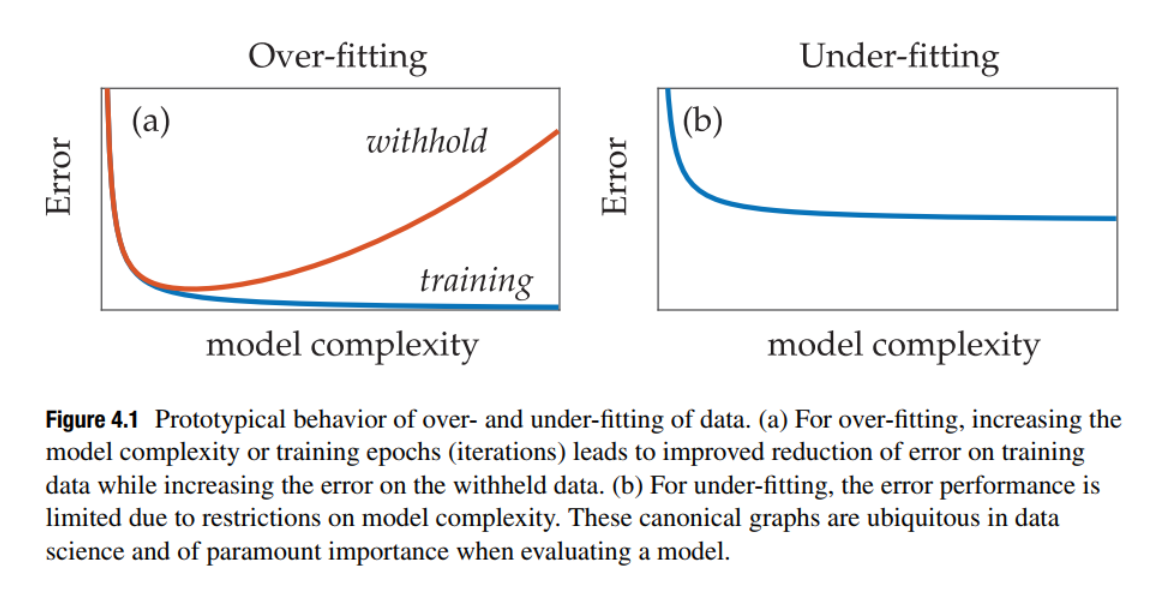 Over-fitting
(a)
withhold
training
Error
model complexity
Under-fitting
(b)
Error
model complexity
Figure 4.1 Prototypical behavior of over- and under-fitting of data. (a) For over-fitting, increasing the
model complexity or training epochs (iterations) leads to improved reduction of error on training
data while increasing the error on the withheld data. (b) For under-fitting, the error performance is
limited due to restrictions on model complexity. These canonical graphs are ubiquitous in data
science and of paramount importance when evaluating a model.